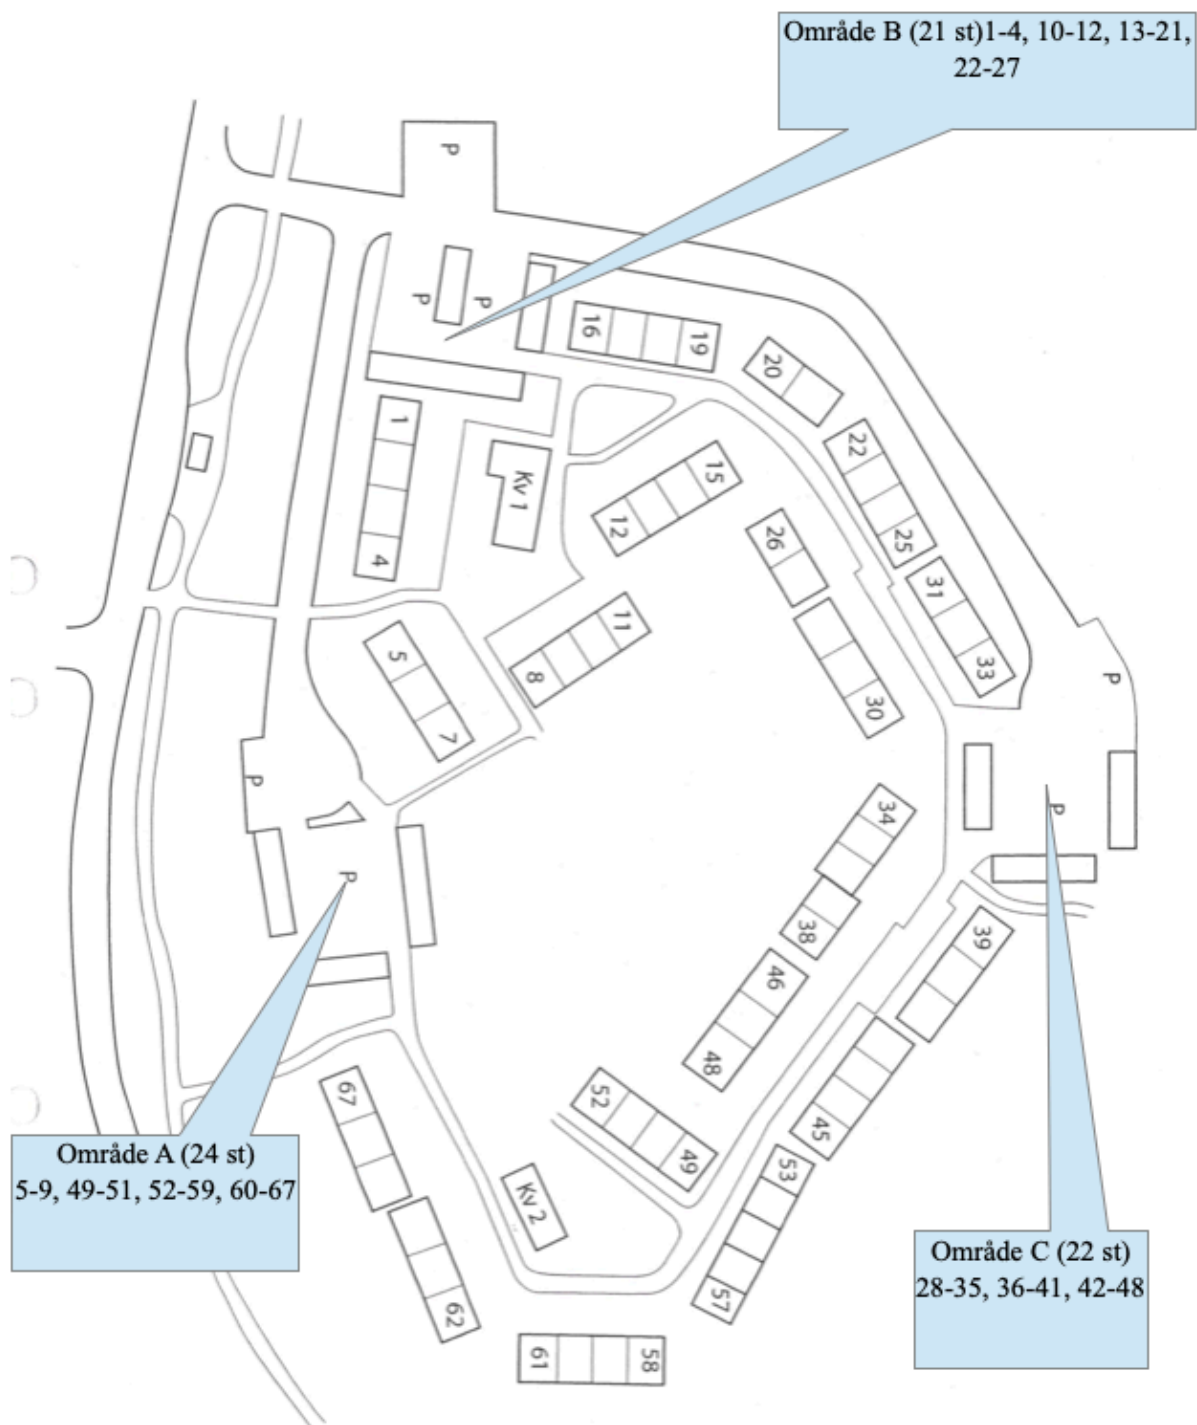 Område B (21 st)1-4, 10-12, 13-21,
22-27
P
P
P
16
19
20
1
4
Kv 1
15
12
22
25
26
31
33
30
11
8
5
7
P
P
P
P
34
38
39
46
48
45
52
49
53
57
67
62
Kv 2
61
58
Område A (24 st)
5-9, 49-51, 52-59, 60-67
Område C (22 st)
28-35, 36-41, 42-48